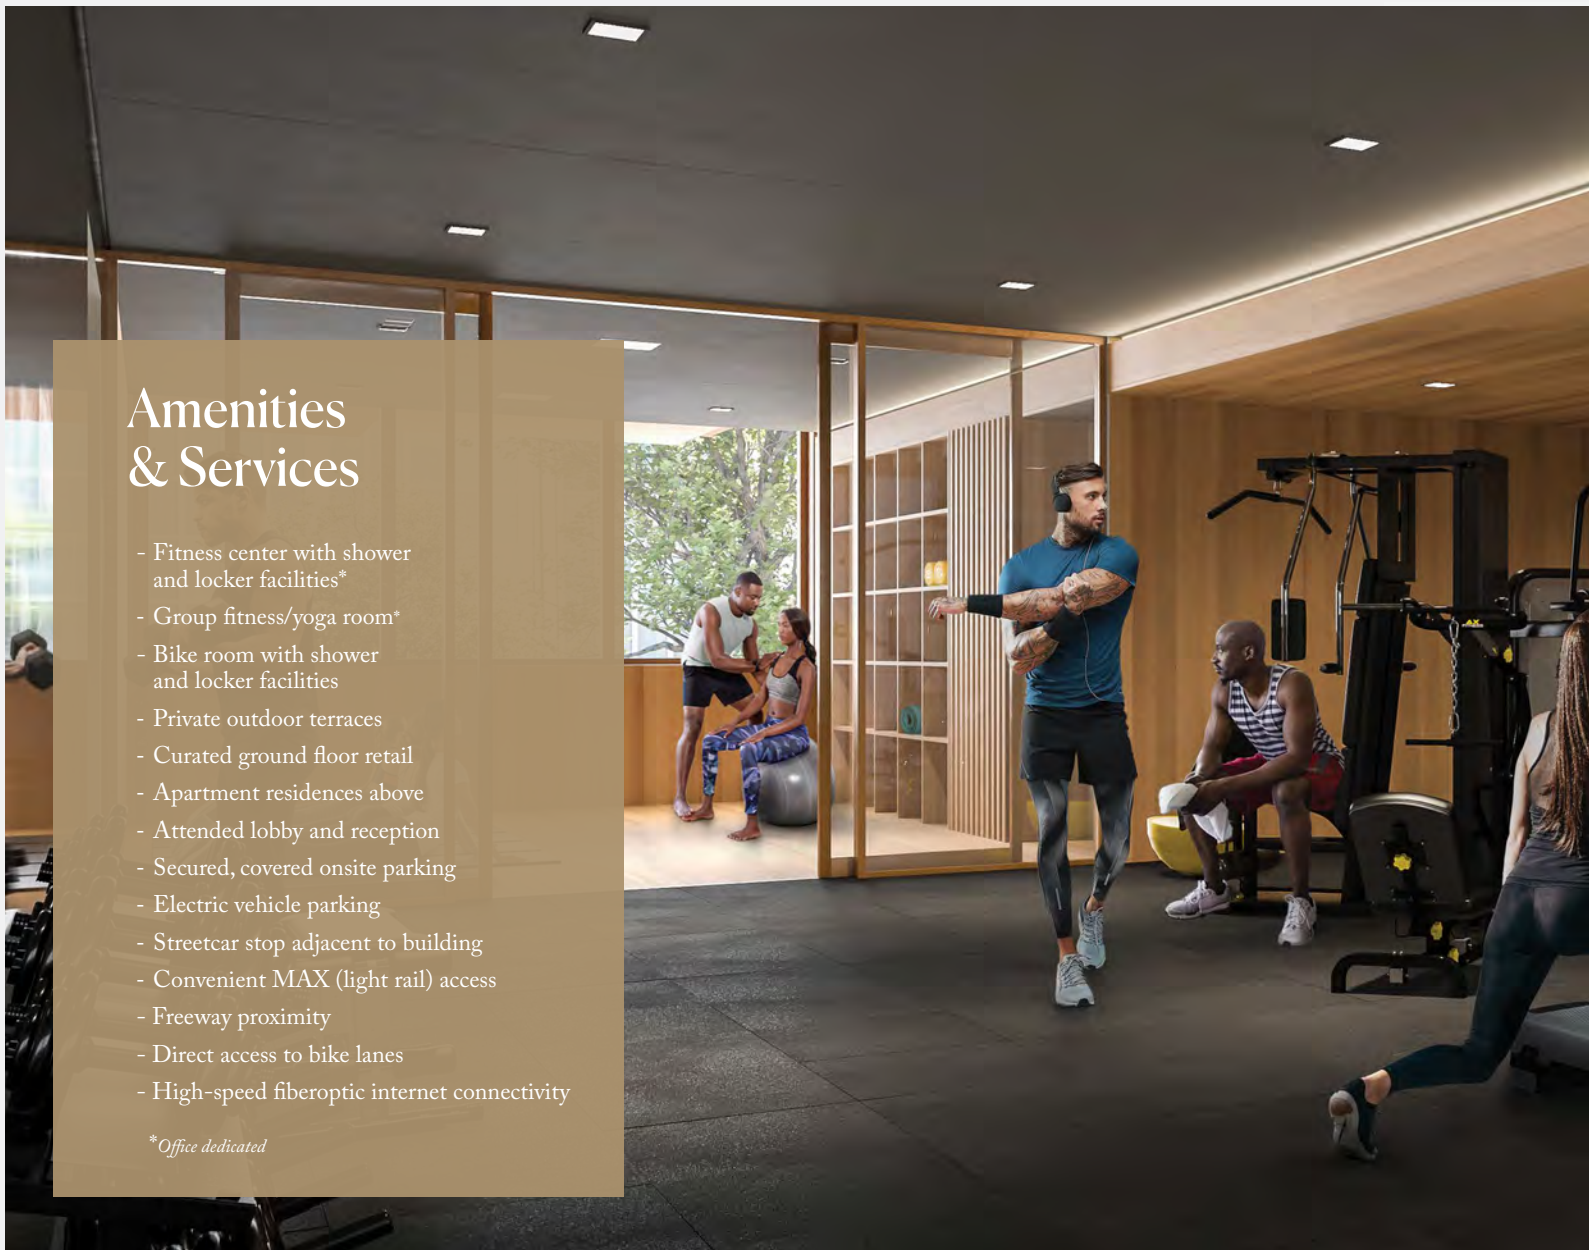 Amenities
& Services
- Fitness center with shower
and locker facilities*
- Group fitness/yoga room*
- Bike room with shower
and locker facilities
- Private outdoor terraces
- Curated ground floor retail
- Apartment residences above
- Attended lobby and reception
- Secured, covered onsite parking
- Electric vehicle parking
- Streetcar stop adjacent to building
- Convenient MAX (light rail) access
- Freeway proximity
- Direct access to bike lanes
- High-speed fiberoptic internet connectivity
*Office dedicated